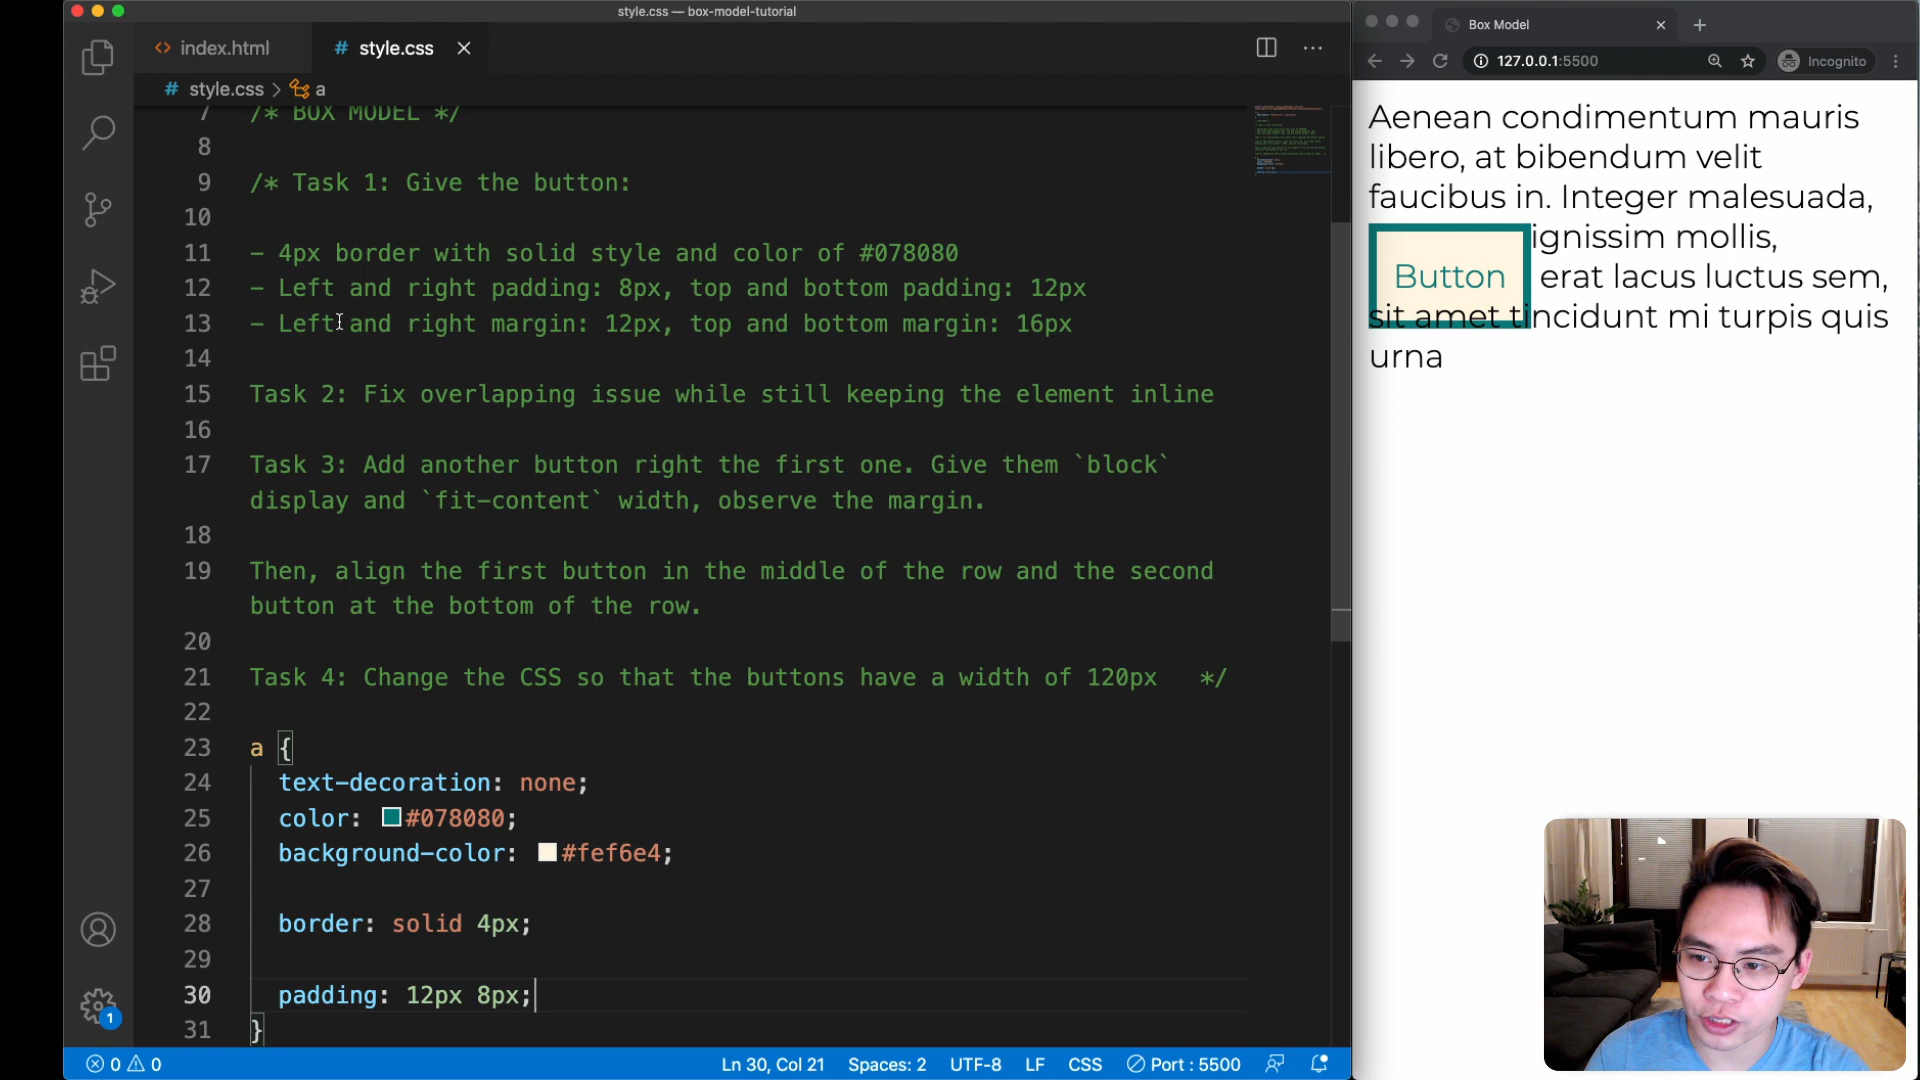 style.css — box-model-tutorial
index.html
# style.css
# style.css > a
7 /* BOX MODEL */
8
9 /* Task 1: Give the button:
10
11 - 4px border with solid style and color of #078080
12 - Left and right padding: 8px, top and bottom padding: 12px
13 - Left and right margin: 12px, top and bottom margin: 16px
14
15 Task 2: Fix overlapping issue while still keeping the element inline
16
17 Task 3: Add another button right the first one. Give them `block`
display and `fit-content` width, observe the margin.
18
19 Then, align the first button in the middle of the row and the second
button at the bottom of the row.
20
21 Task 4: Change the CSS so that the buttons have a width of 120px */
22
23 a {
24 text-decoration: none;
25 color: #078080;
26 background-color: #fef6e4;
27
28 border: solid 4px;
29
30 padding: 12px 8px;
31 }
1
0 0
Ln 30, Col 21 Spaces: 2 UTF-8 LF CSS Port : 5500
Box Model
127.0.0.1:5500
Incognito
Aenean condimentum mauris
libero, at bibendum velit
faucibus in. Integer malesuada,
ignissim mollis,
Button erat lacus luctus sem,
sit amet tincidunt mi turpis quis
urna